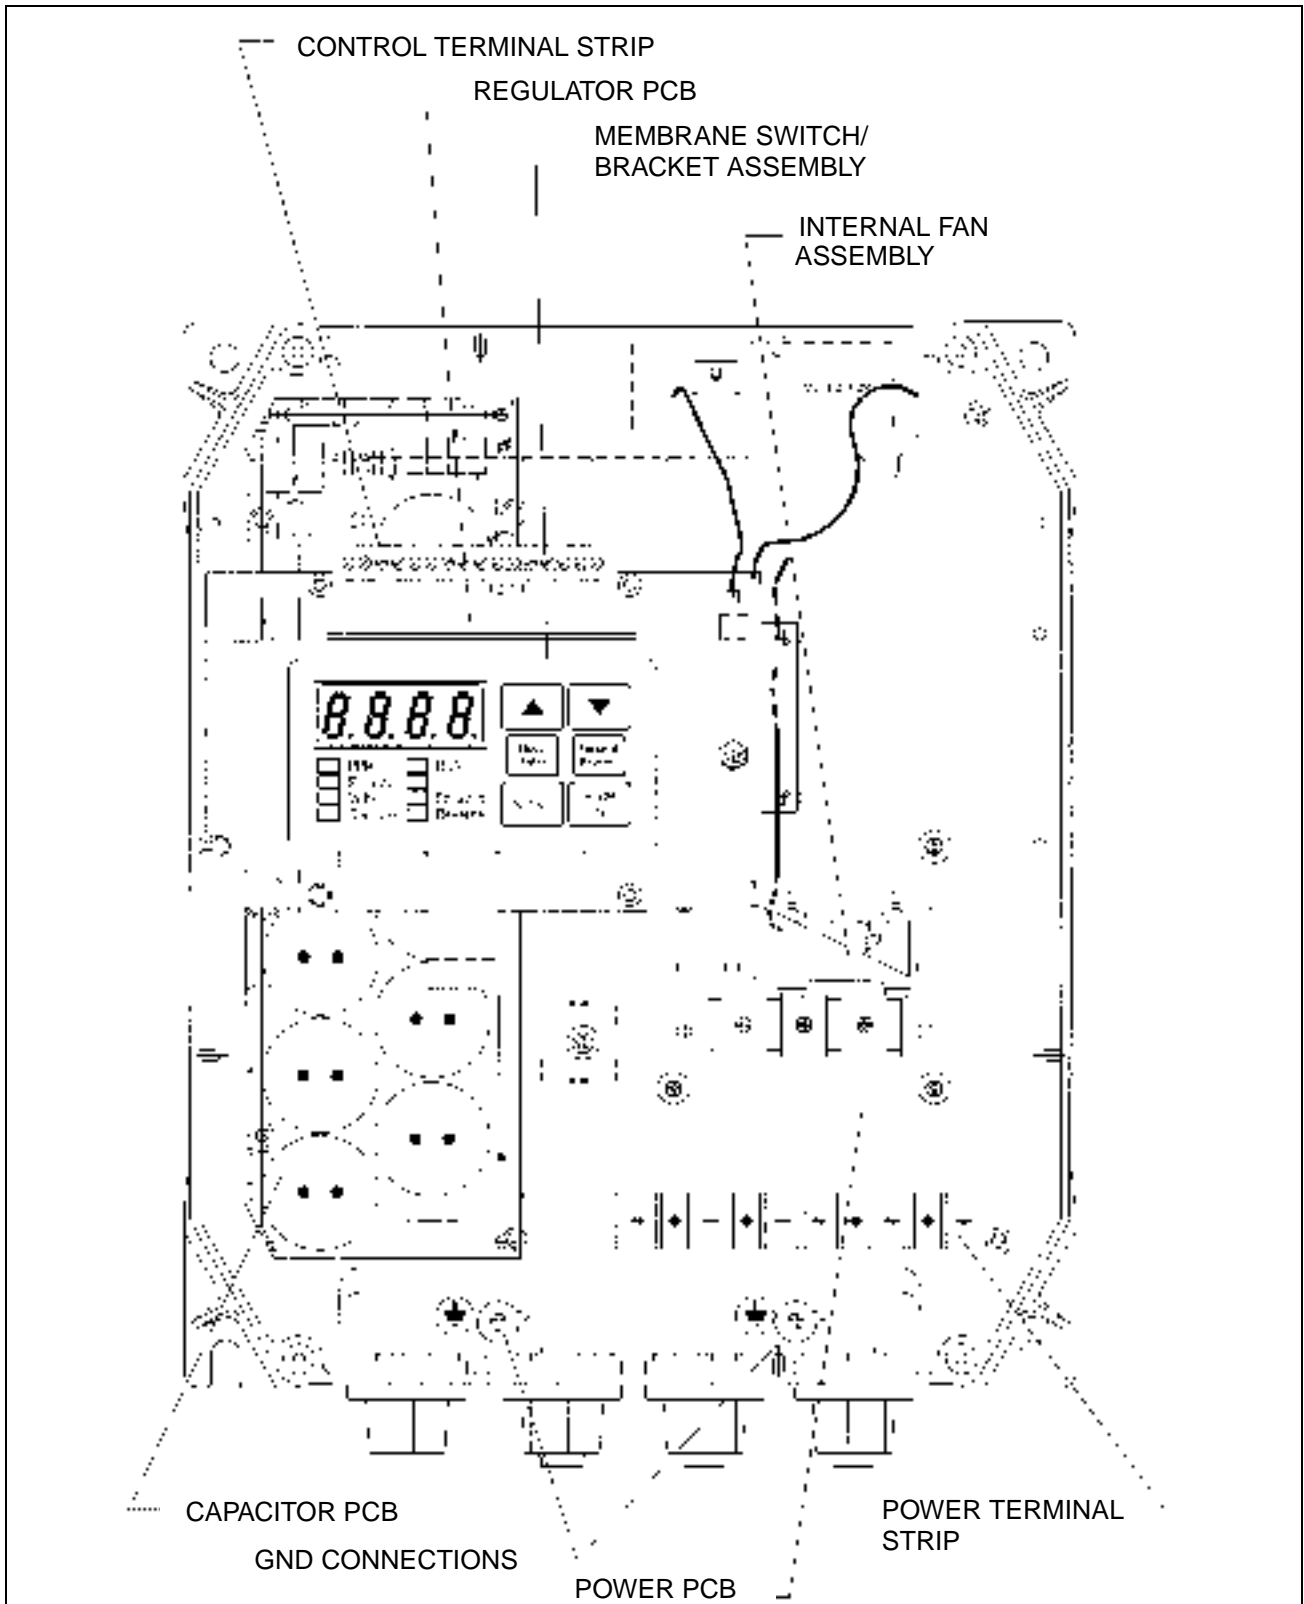 CONTROL TERMINAL STRIP
REGULATOR PCB
MEMBRANE SWITCH/
BRACKET ASSEMBLY
INTERNAL FAN
ASSEMBLY
8.8.8.8.
CAPACITOR PCB
GND CONNECTIONS
POWER PCB
POWER TERMINAL
STRIP